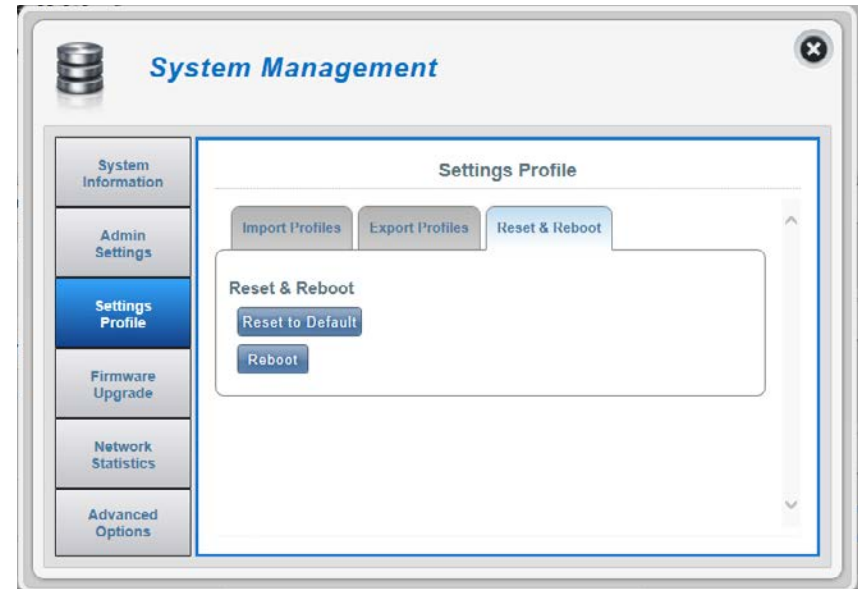 System Management
System
Information
Admin
Settings
Settings
Profile
Firmware
Upgrade
Network
Statistics
Advanced
Options
Settings Profile
Import Profiles
Export Profiles
Reset & Reboot
Reset & Reboot
Reset to Default
Reboot